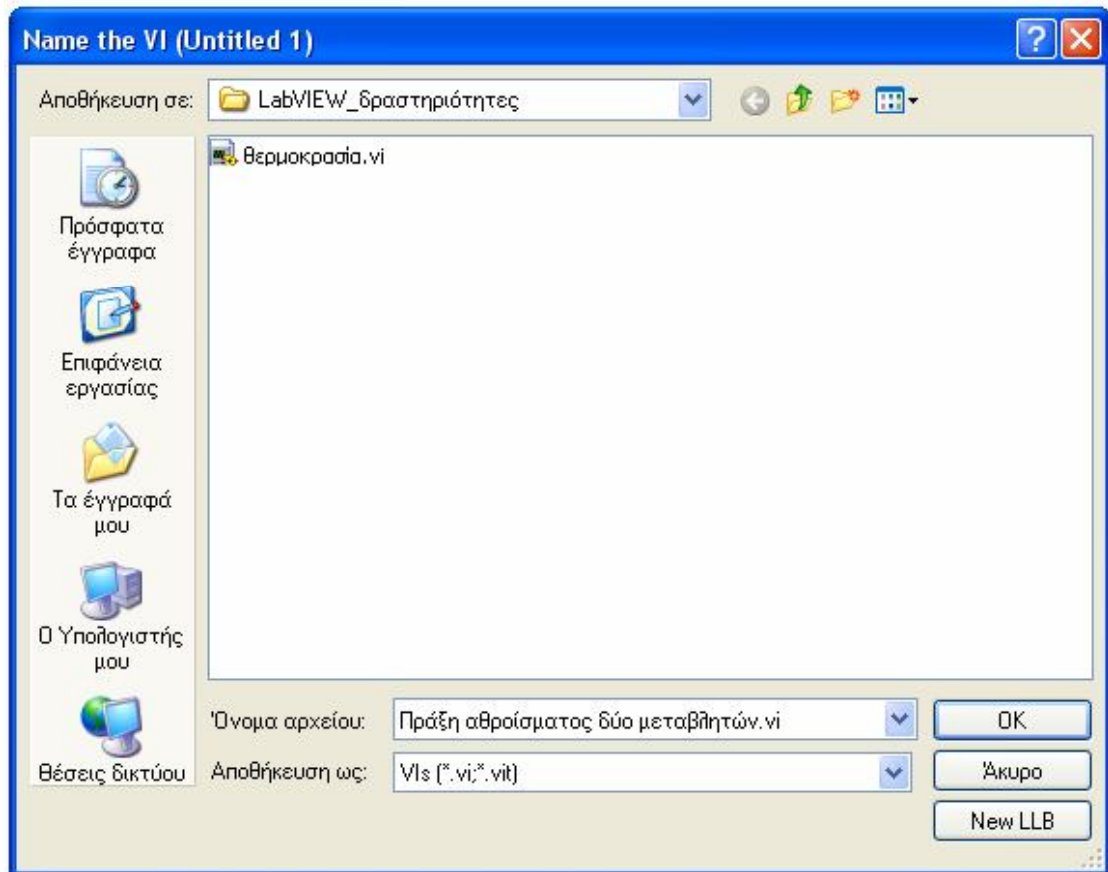 Name the VI (Untitled 1)
Αποθήκευση σε:
LabVIEW_δραστηριότητες
θερμοκρασία.vi
Πρόσφατα
έγγραφα
Επιφάνεια
εργασίας
Τα έγγραφά
μου
Ο Υπολογιστής
μου
Θέσεις δικτύου
Όνομα αρχείου:
Πράξη αθροίσματος δύο μεταβλητών.vi
OK
Αποθήκευση ως:
VIs (*.vi;*.vit)
Άκυρο
New LLB